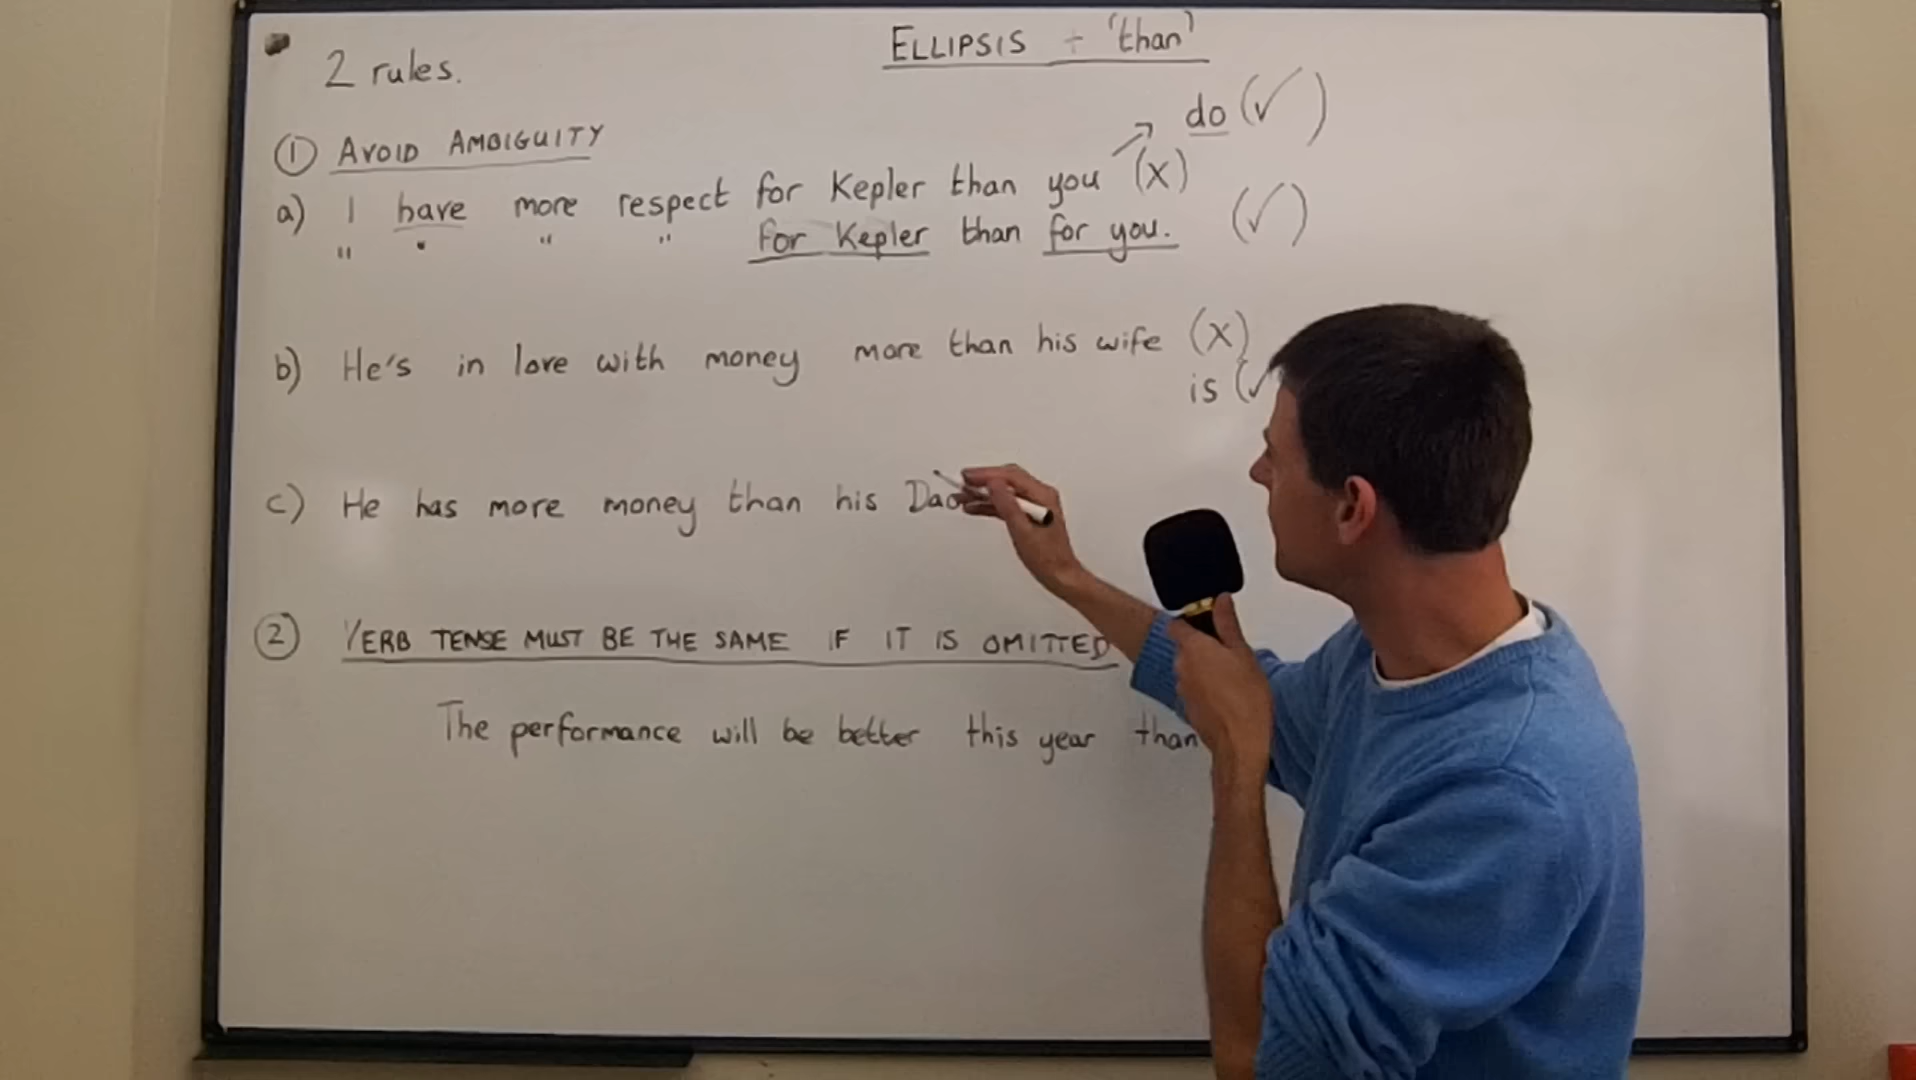 ELLIPSIS + 'than'
2 rules.
① AVOID AMBIGUITY
do (✓)
a) I have more respect for Kepler than you (x)
" " " " for Kepler than for you. (✓)
b) He's in love with money more than his wife (x)
is (✓
c) He has more money than his
② VERB TENSE MUST BE THE SAME IF IT IS OMITTED
The performance will be better this year than